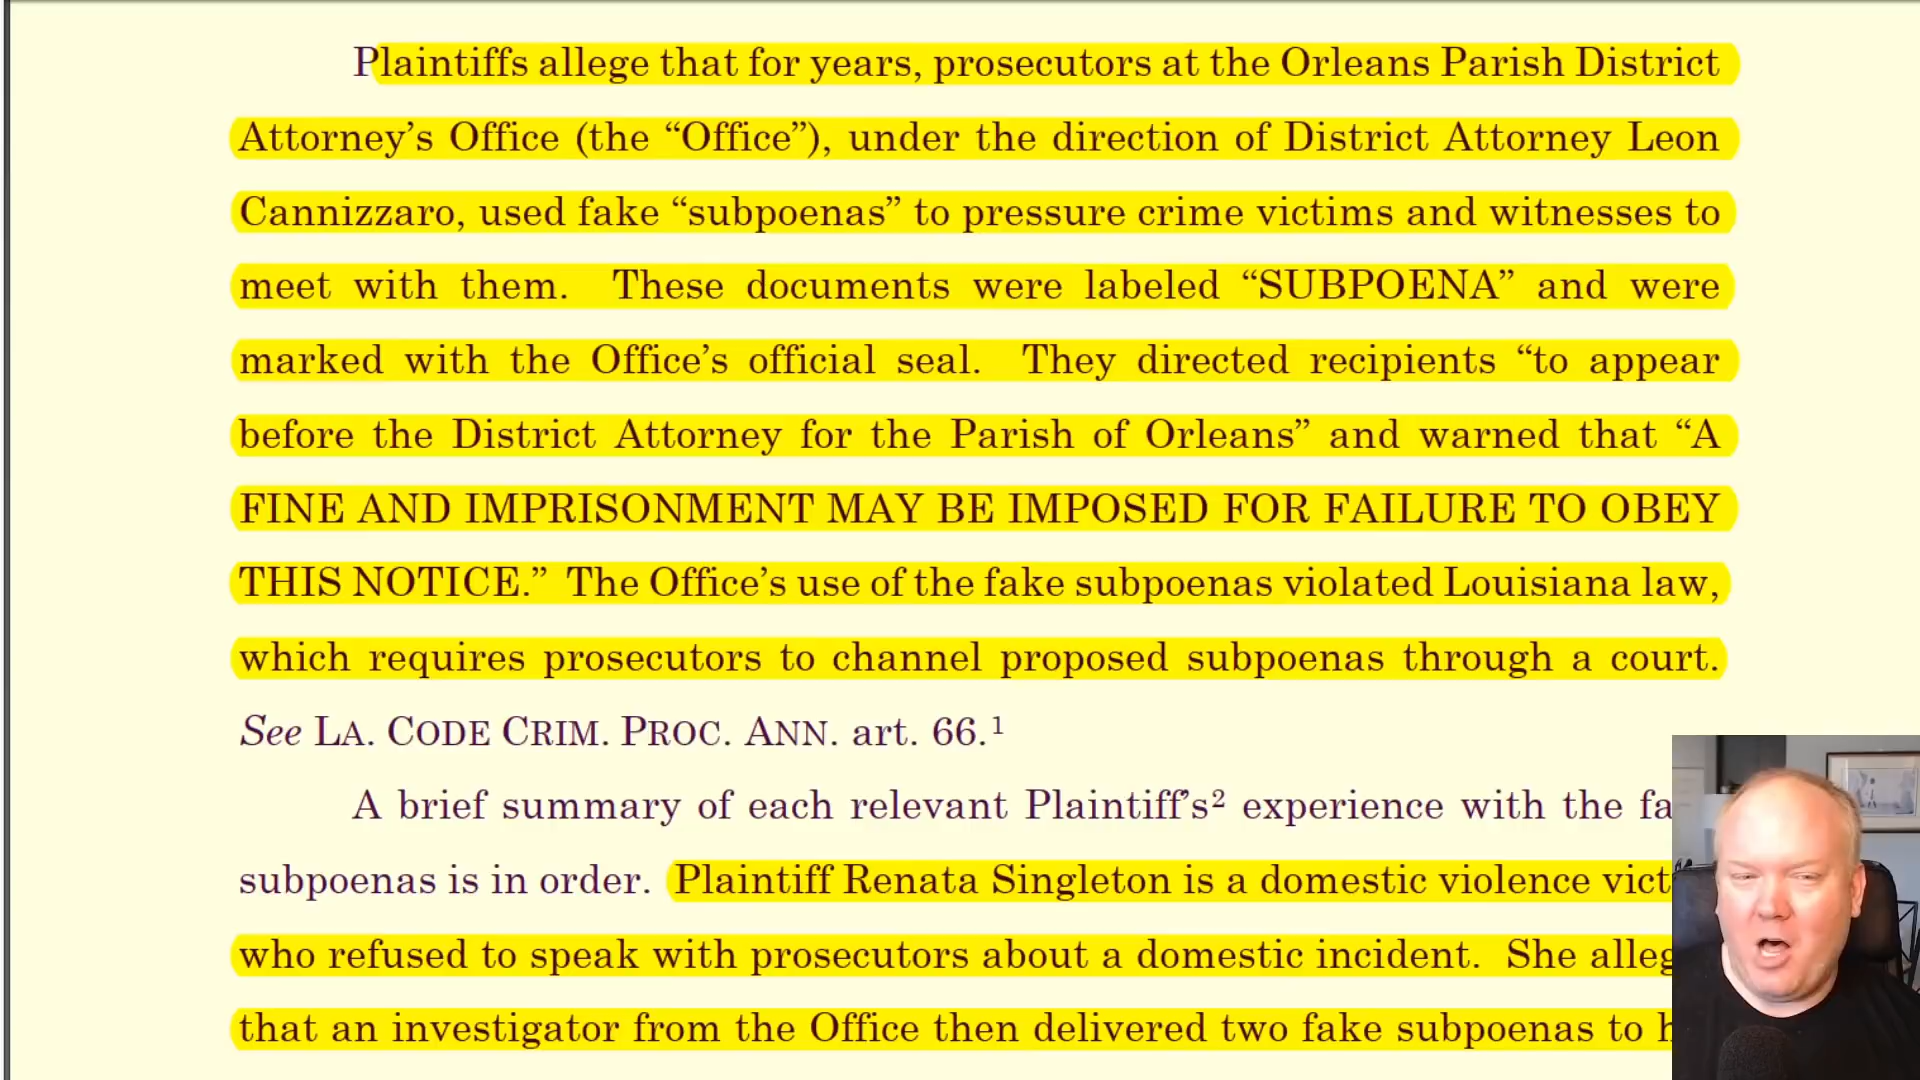 Plaintiffs allege that for years, prosecutors at the Orleans Parish District
Attorney’s Office (the “Office”), under the direction of District Attorney Leon
Cannizzaro, used fake “subpoenas” to pressure crime victims and witnesses to
meet with them. These documents were labeled “SUBPOENA” and were
marked with the Office’s official seal. They directed recipients “to appear
before the District Attorney for the Parish of Orleans” and warned that “A
FINE AND IMPRISONMENT MAY BE IMPOSED FOR FAILURE TO OBEY
THIS NOTICE.” The Office’s use of the fake subpoenas violated Louisiana law,
which requires prosecutors to channel proposed subpoenas through a court.
See LA. CODE CRIM. PROC. ANN. art. 66.¹
A brief summary of each relevant Plaintiff’s² experience with the
subpoenas is in order. Plaintiff Renata Singleton is a domestic violence
who refused to speak with prosecutors about a domestic incident. She
that an investigator from the Office then delivered two fake subpoenas to